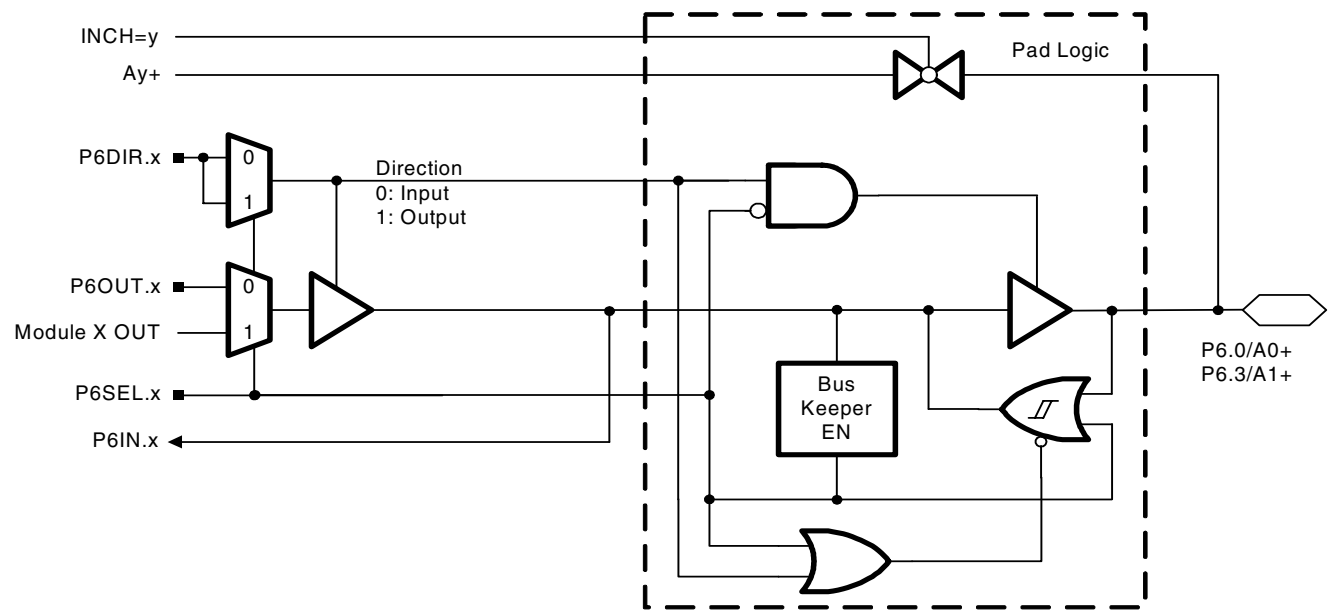 INCH=y
Pad Logic
Ay+
P6DIR.x
0
1
Direction
0: Input
1: Output
P6OUT.x
0
Module X OUT
1
P6SEL.x
P6IN.x
Bus
Keeper
EN
P6.0/A0+
P6.3/A1+